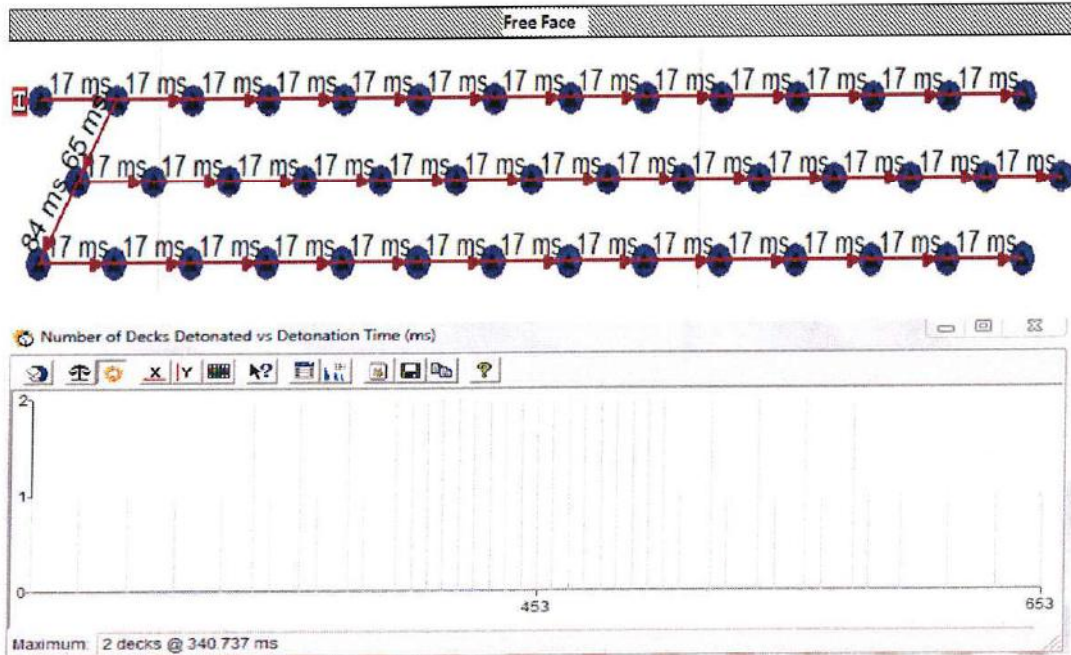 Free Face
17 ms 17 ms 17 ms 17 ms 17 ms 17 ms 17 ms 17 ms 17 ms 17 ms 17 ms 17 ms 17 ms
65 ms
17 ms 17 ms 17 ms 17 ms 17 ms 17 ms 17 ms 17 ms 17 ms 17 ms 17 ms 17 ms 17 ms
84 ms
17 ms 17 ms 17 ms 17 ms 17 ms 17 ms 17 ms 17 ms 17 ms 17 ms 17 ms 17 ms 17 ms
Number of Decks Detonated vs Detonation Time (ms)
X Y ? ?
2
1
0
453 653
Maximum: 2 decks @ 340.737 ms